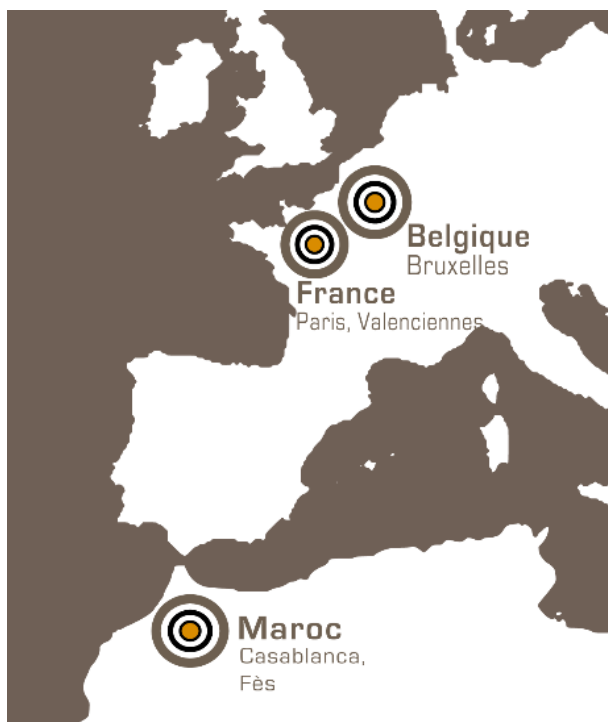 Belgique
Bruxelles
France
Paris, Valenciennes
Maroc
Casablanca,
Fès